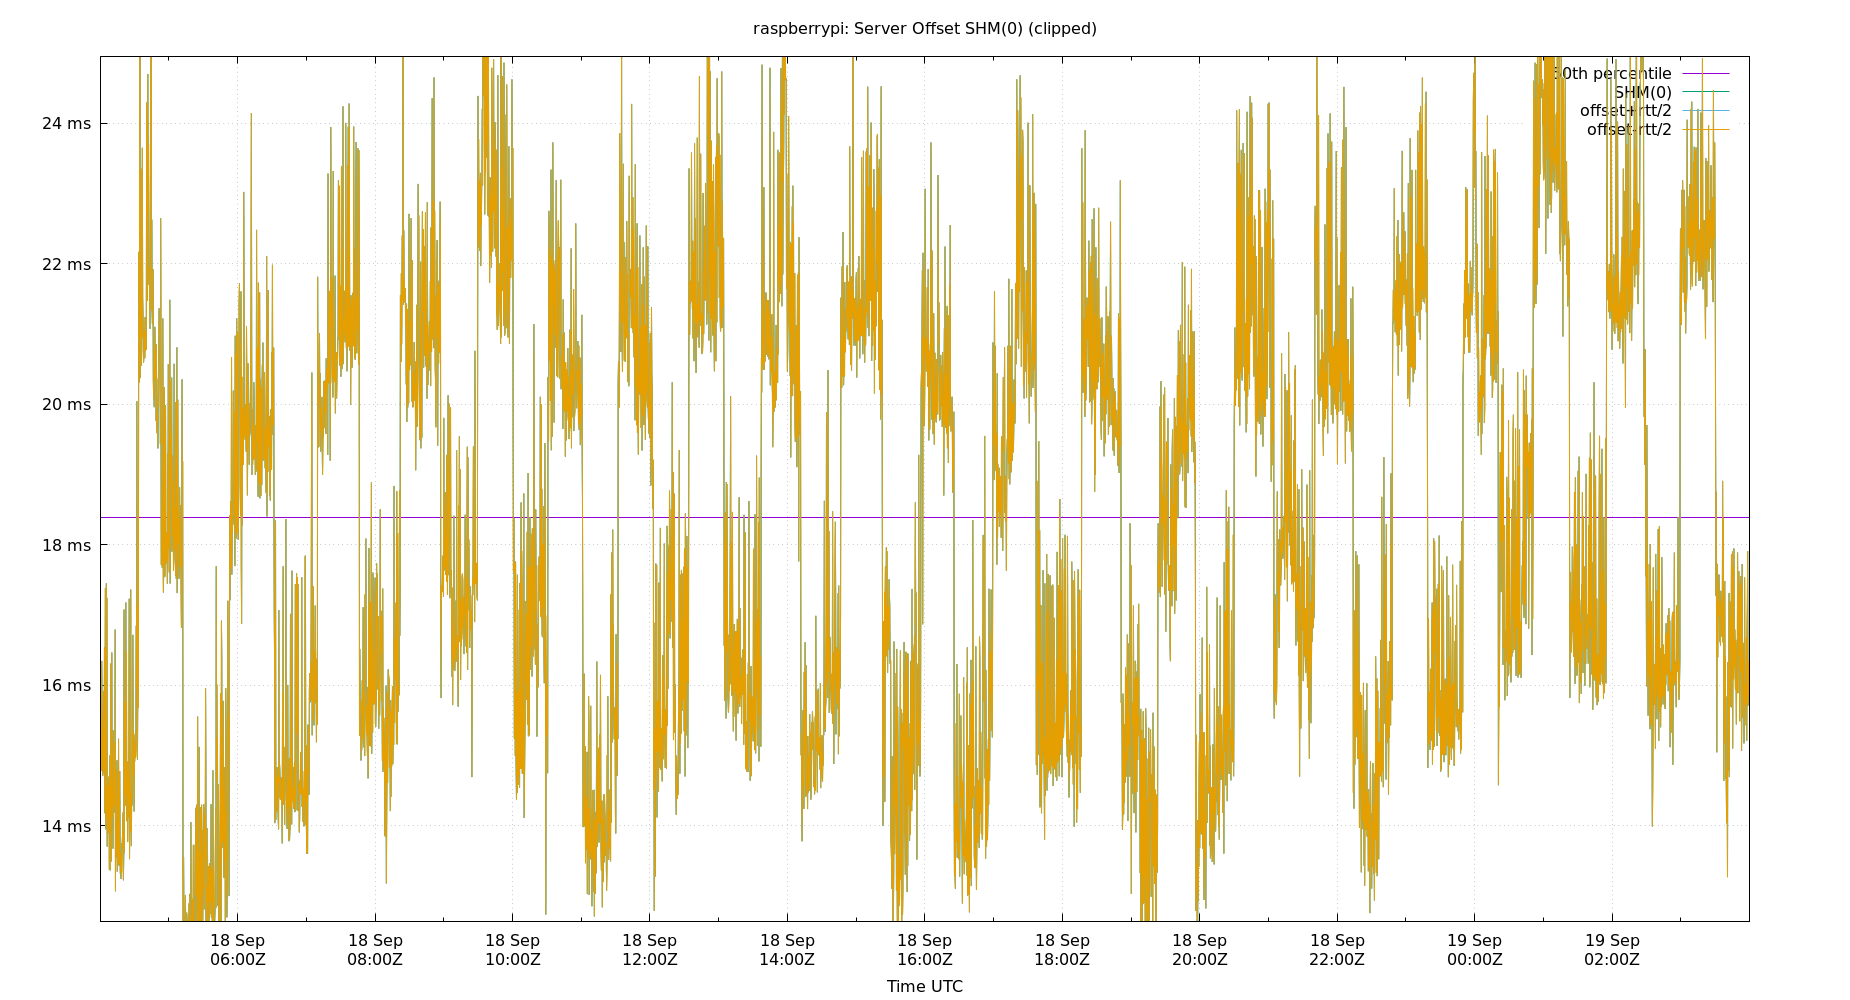 raspberrypi: Server Offset SHM(0) (clipped)
50th percentile
SHM(0)
offset+rtt/2
offset-rtt/2
24 ms
22 ms
20 ms
18 ms
16 ms
14 ms
18 Sep 18 Sep 18 Sep 18 Sep 18 Sep 18 Sep 18 Sep 18 Sep 18 Sep 19 Sep 19 Sep
06:00Z 08:00Z 10:00Z 12:00Z 14:00Z 16:00Z 18:00Z 20:00Z 22:00Z 00:00Z 02:00Z
Time UTC